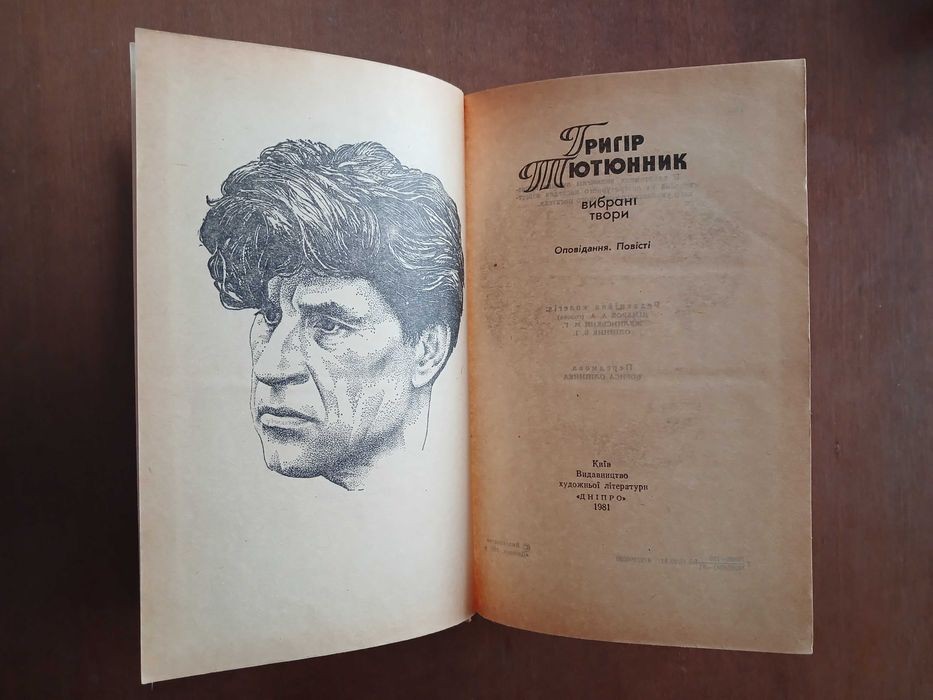 Григір
Тютюнник
вибрані
твори
Оповідання. Повісті
Київ
Видавництво
художньої літератури
«ДНІПРО»
1981